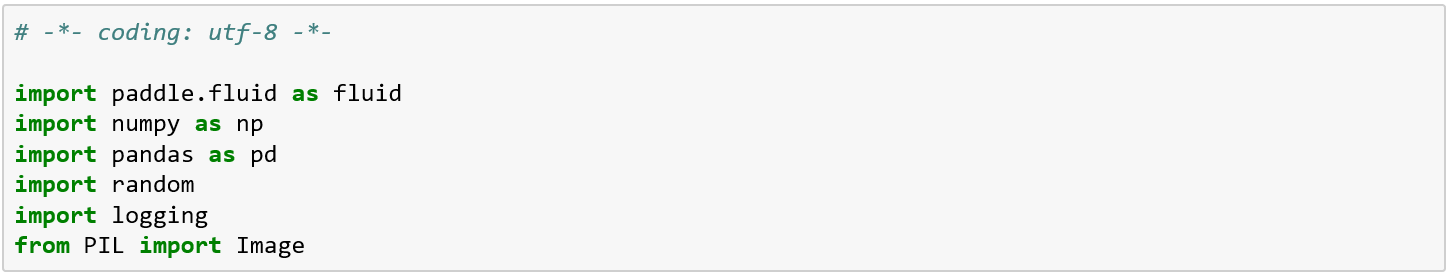 # -*- coding: utf-8 -*-
import paddle.fluid as fluid
import numpy as np
import pandas as pd
import random
import logging
from PIL import Image